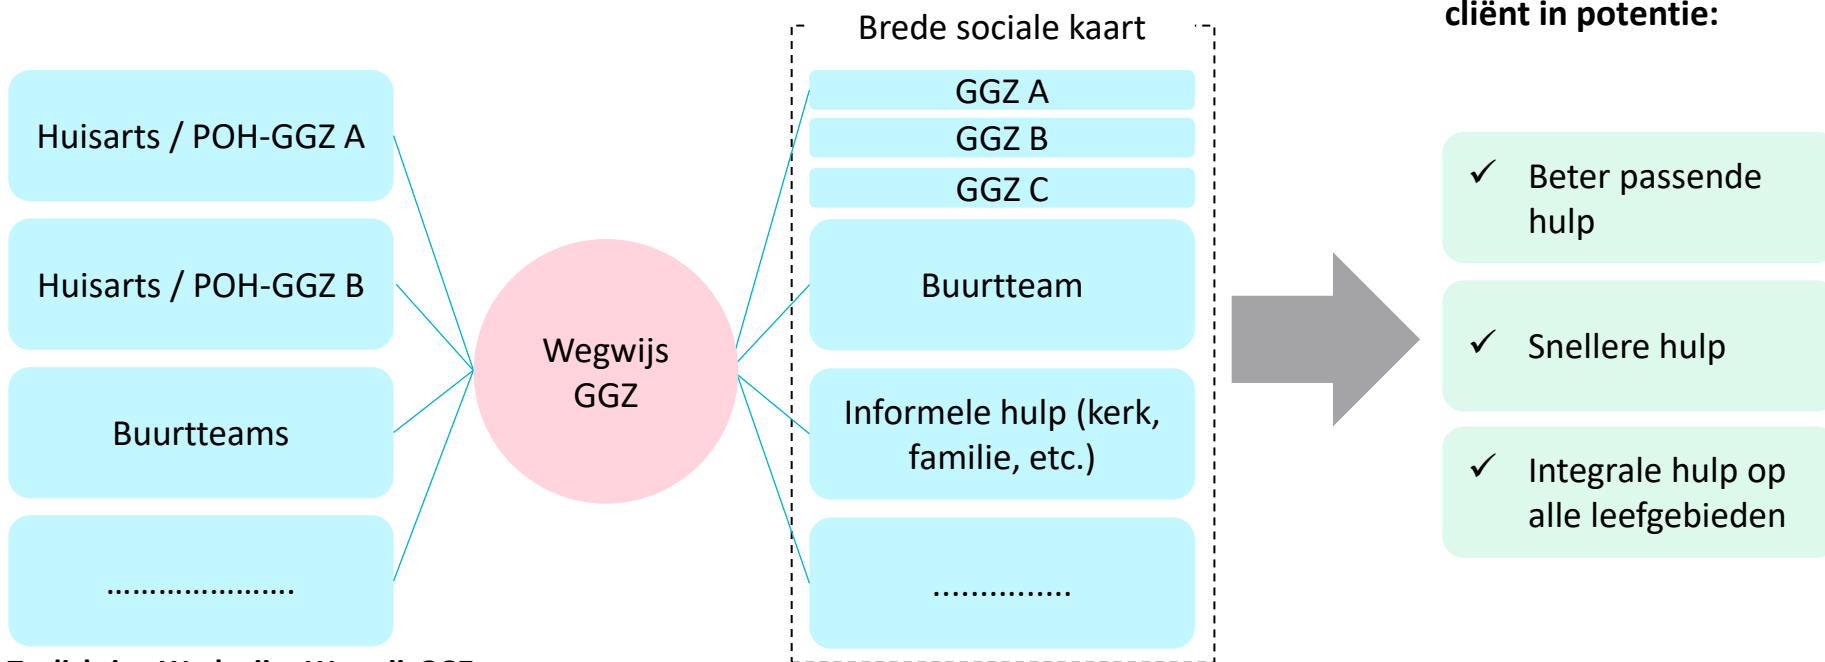 cliënt in potentie:
Brede sociale kaart
Huisarts / POH-GGZ A
Huisarts / POH-GGZ B
Buurtteams
………………….
Wegwijs
GGZ
GGZ A
GGZ B
GGZ C
Buurtteam
Informele hulp (kerk,
familie, etc.)
...............
✓ Beter passende
hulp
✓ Snellere hulp
✓ Integrale hulp op
alle leefgebieden